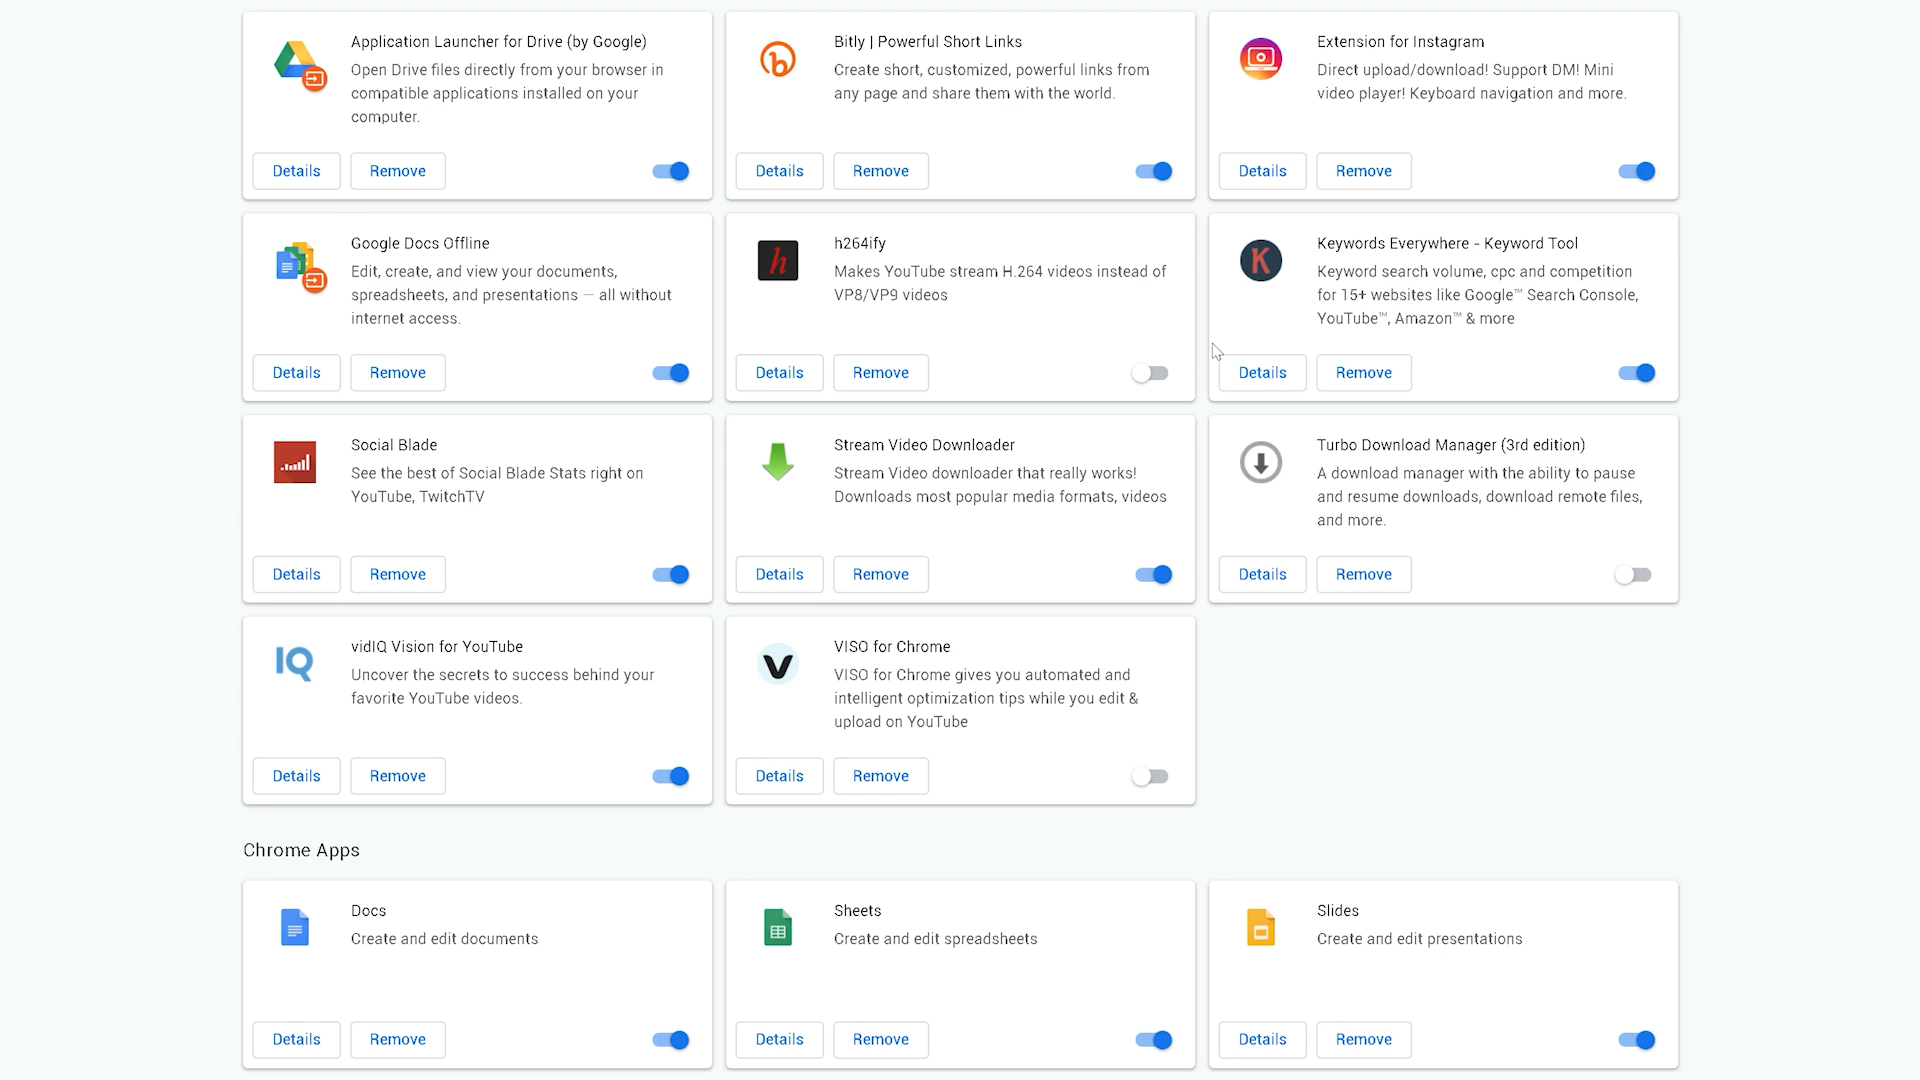 Application Launcher for Drive (by Google)
Open Drive files directly from your browser in
compatible applications installed on your
computer.
Details
Remove
Bitly | Powerful Short Links
Create short, customized, powerful links from
any page and share them with the world.
Details
Remove
Extension for Instagram
Direct upload/download! Support DM! Mini
video player! Keyboard navigation and more.
Details
Remove
Google Docs Offline
Edit, create, and view your documents,
spreadsheets, and presentations — all without
internet access.
Details
Remove
h
h264ify
Makes YouTube stream H.264 videos instead of
VP8/VP9 videos
Details
Remove
K
Keywords Everywhere - Keyword Tool
Keyword search volume, cpc and competition
for 15+ websites like Google™ Search Console,
YouTube™, Amazon™ & more
Details
Remove
Social Blade
See the best of Social Blade Stats right on
YouTube, TwitchTV
Details
Remove
Stream Video Downloader
Stream Video downloader that really works!
Downloads most popular media formats, videos
Details
Remove
Turbo Download Manager (3rd edition)
A download manager with the ability to pause
and resume downloads, download remote files,
and more.
Details
Remove
IQ
vidIQ Vision for YouTube
Uncover the secrets to success behind your
favorite YouTube videos.
Details
Remove
V
VISO for Chrome
VISO for Chrome gives you automated and
intelligent optimization tips while you edit &
upload on YouTube
Details
Remove
Chrome Apps
Docs
Create and edit documents
Details
Remove
Sheets
Create and edit spreadsheets
Details
Remove
Slides
Create and edit presentations
Details
Remove